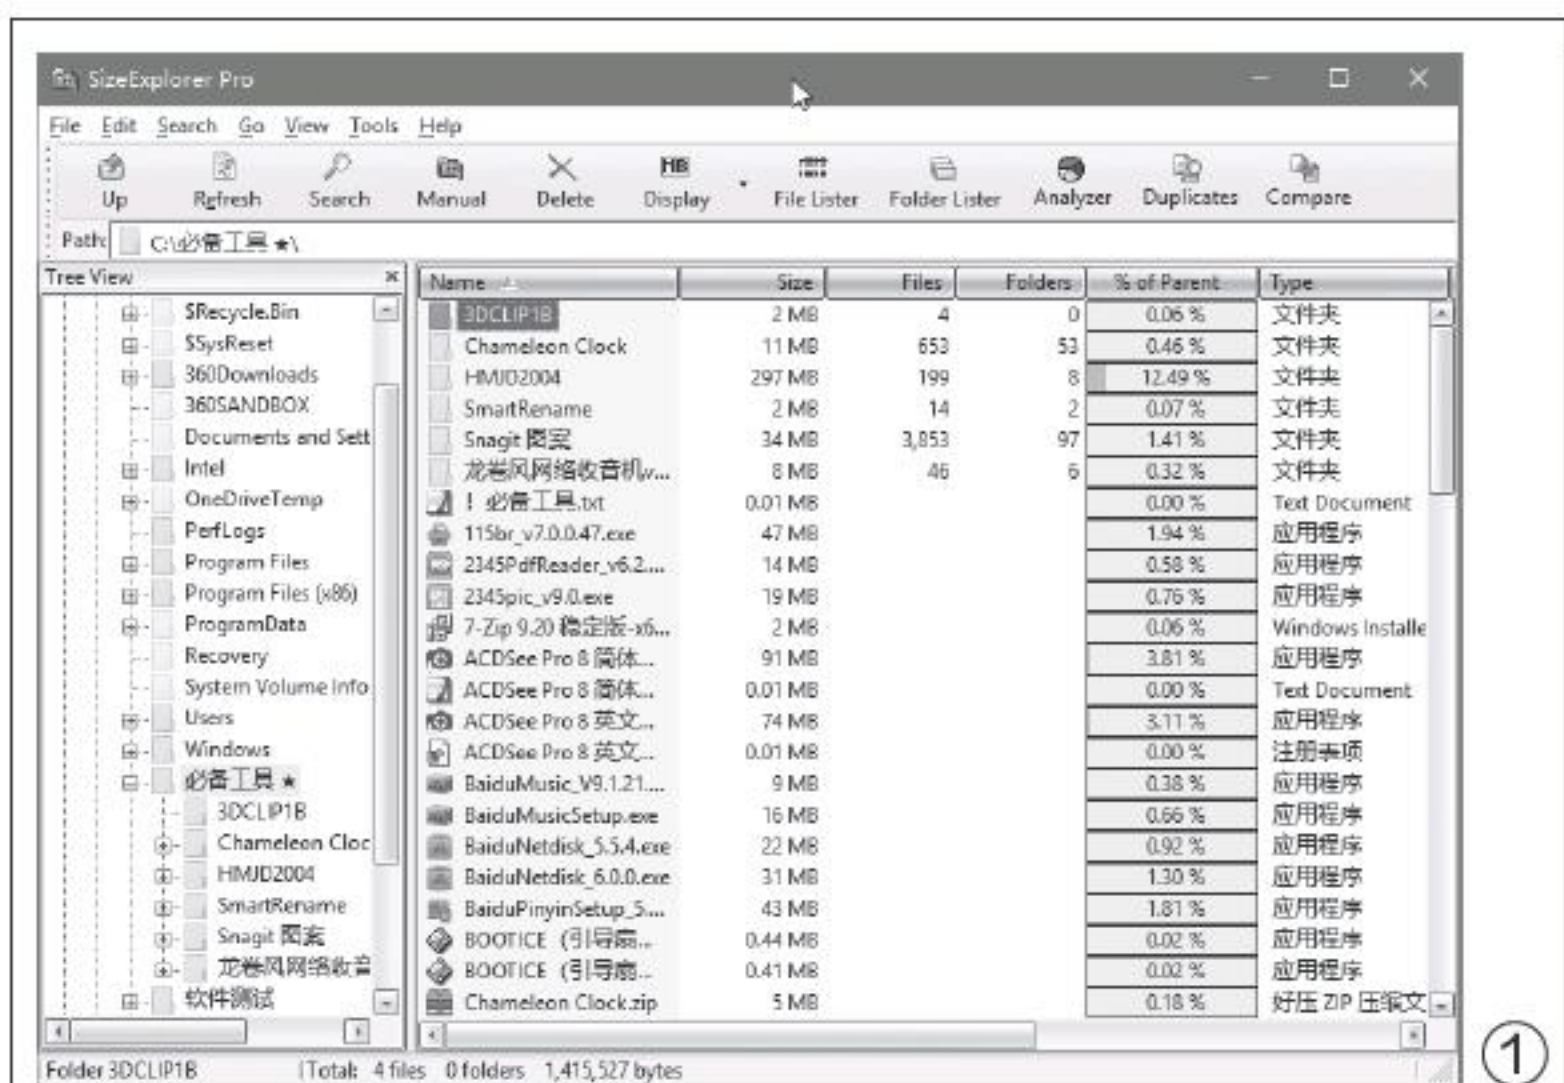 SizeExplorer Pro
File Edit Search Go View Tools Help
Up Refresh Search Manual Delete Display File Lister Folder Lister Analyzer Duplicates Compare
Path: C:\必备工具 ★\
Tree View
$Recycle.Bin
$SysReset
360Downloads
360SANDBOX
Documents and Sett
Intel
OneDriveTemp
PerfLogs
Program Files
Program Files (x86)
ProgramData
Recovery
System Volume Info
Users
Windows
必备工具 ★
3DCLIP1B
Chameleon Cloc
HMJD2004
SmartRename
Snagit 图案
龙卷风网络收音
软件测试
Name Size Files Folders % of Parent Type
3DCLIP1B 2 MB 4 0 0.06 % 文件夹
Chameleon Clock 11 MB 653 53 0.46 % 文件夹
HMJD2004 297 MB 199 8 12.49 % 文件夹
SmartRename 2 MB 14 2 0.07 % 文件夹
Snagit 图案 34 MB 3,853 97 1.41 % 文件夹
龙卷风网络收音机v... 8 MB 46 6 0.32 % 文件夹
! 必备工具.txt 0.01 MB 0.00 % Text Document
115br_v7.0.0.47.exe 47 MB 1.94 % 应用程序
2345PdfReader_v6.2.... 14 MB 0.58 % 应用程序
2345pic_v9.0.exe 19 MB 0.76 % 应用程序
7-Zip 9.20 稳定版-x6... 2 MB 0.06 % Windows Installe
ACDSee Pro 8 简体... 91 MB 3.81 % 应用程序
ACDSee Pro 8 简体... 0.01 MB 0.00 % Text Document
ACDSee Pro 8 英文... 74 MB 3.11 % 应用程序
ACDSee Pro 8 英文... 0.01 MB 0.00 % 注册表项
BaiduMusic_V9.1.21.... 9 MB 0.38 % 应用程序
BaiduMusicSetup.exe 16 MB 0.66 % 应用程序
BaiduNetdisk_5.5.4.exe 22 MB 0.92 % 应用程序
BaiduNetdisk_6.0.0.exe 31 MB 1.30 % 应用程序
BaiduPinyinSetup_5.... 43 MB 1.81 % 应用程序
BOOTICE (引导扇... 0.44 MB 0.02 % 应用程序
BOOTICE (引导扇... 0.41 MB 0.02 % 应用程序
Chameleon Clock.zip 5 MB 0.18 % 好压 ZIP 压缩文
Folder 3DCLIP1B Total: 4 files 0 folders 1,415,527 bytes
①